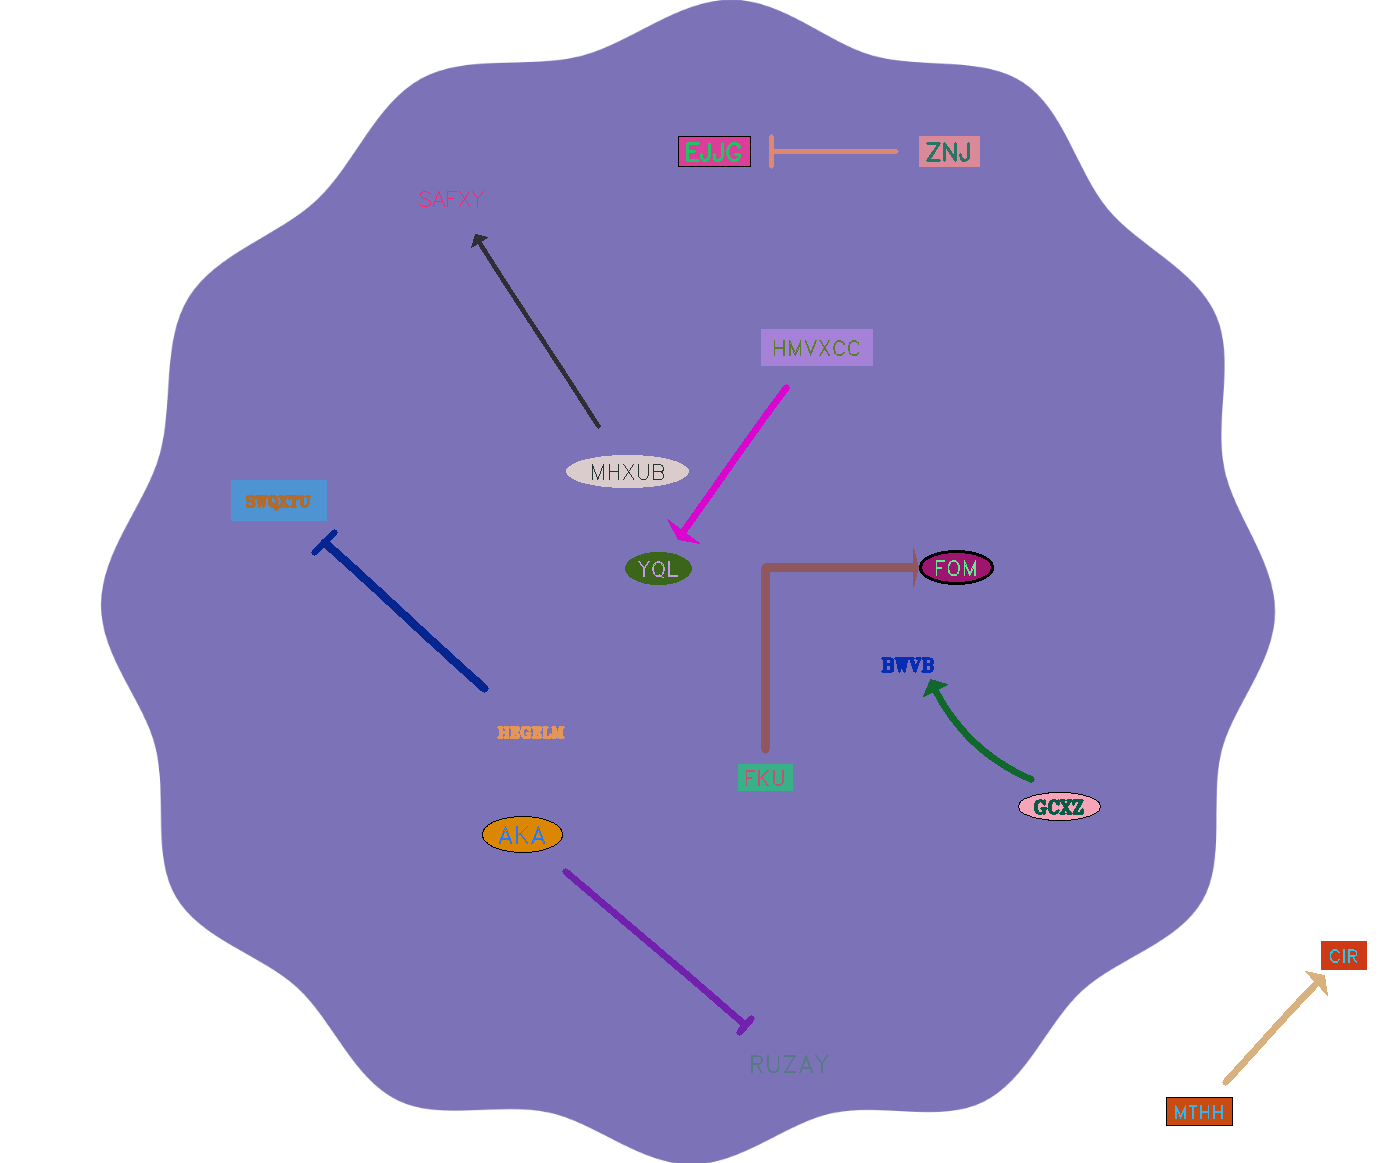 EJJG
ZNJ
SAFXY
HMVXCC
MHXUB
SWQXTU
YQL
FOM
BWVB
HEGELM
FKU
GCXZ
AKA
CIR
RUZAY
MTHH